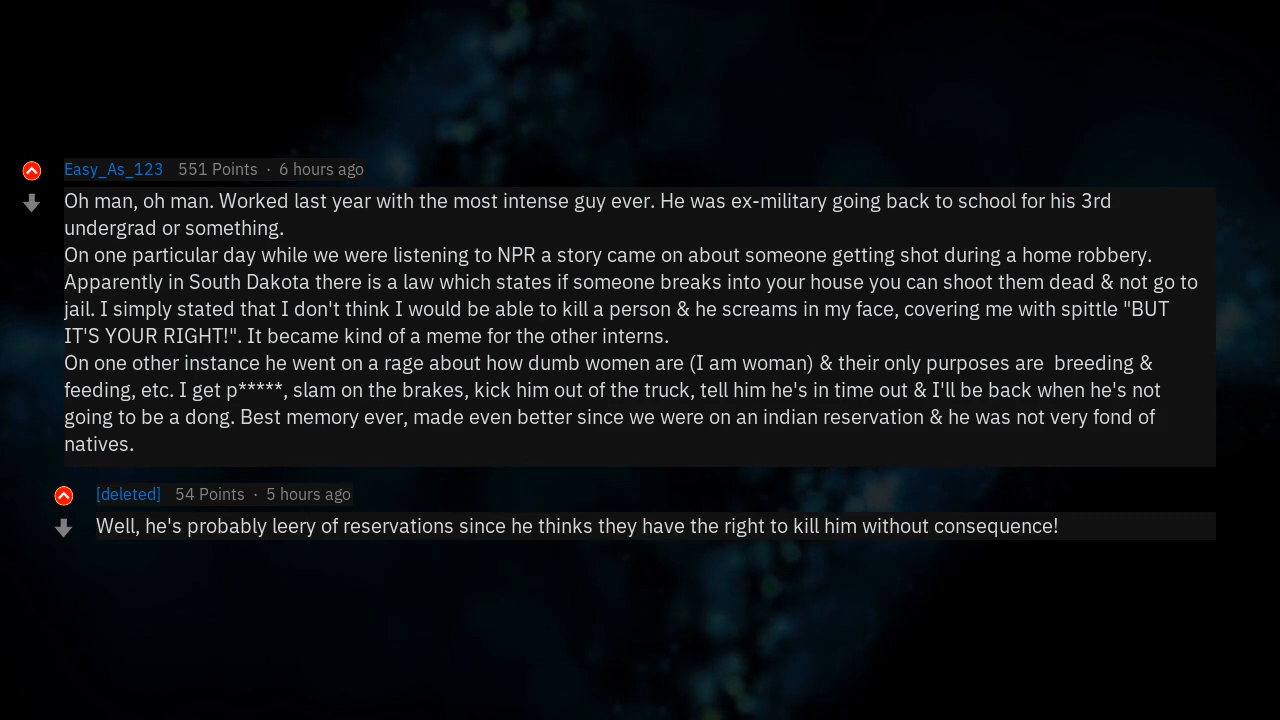 Easy_As_123 551 Points · 6 hours ago
Oh man, oh man. Worked last year with the most intense guy ever. He was ex-military going back to school for his 3rd
undergrad or something.
On one particular day while we were listening to NPR a story came on about someone getting shot during a home robbery.
Apparently in South Dakota there is a law which states if someone breaks into your house you can shoot them dead & not go to
jail. I simply stated that I don't think I would be able to kill a person & he screams in my face, covering me with spittle "BUT
IT'S YOUR RIGHT!". It became kind of a meme for the other interns.
On one other instance he went on a rage about how dumb women are (I am woman) & their only purposes are  breeding &
feeding, etc. I get p*****, slam on the brakes, kick him out of the truck, tell him he's in time out & I'll be back when he's not
going to be a dong. Best memory ever, made even better since we were on an indian reservation & he was not very fond of
natives.
[deleted] 54 Points · 5 hours ago
Well, he's probably leery of reservations since he thinks they have the right to kill him without consequence!